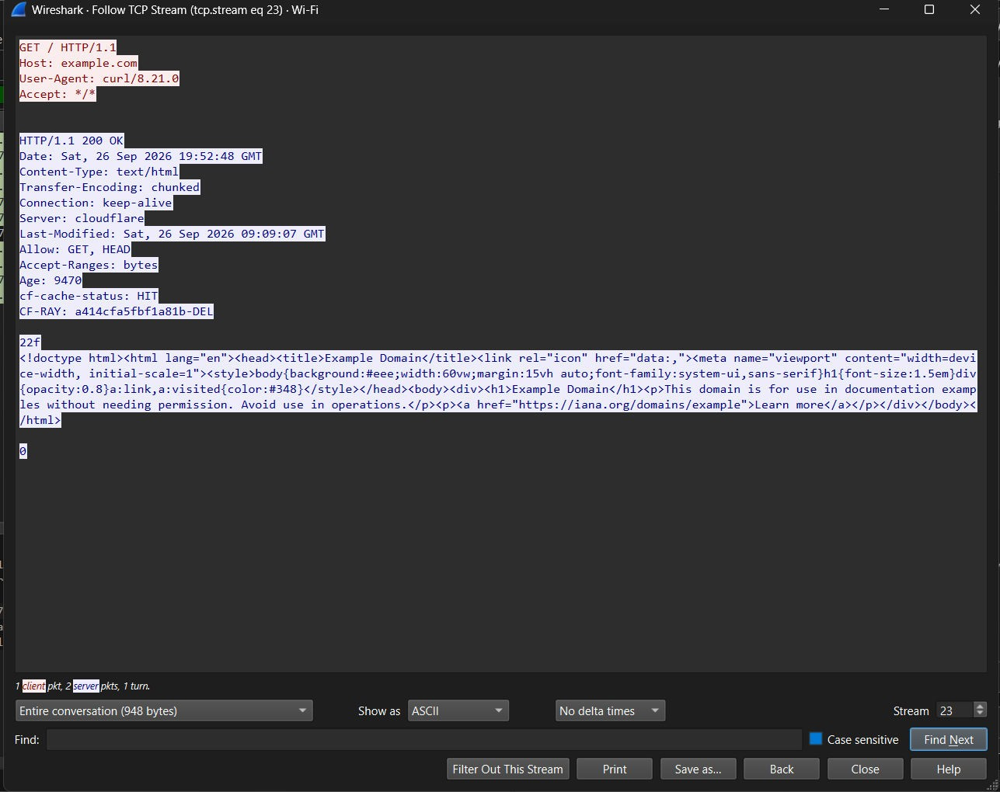 Wireshark · Follow TCP Stream (tcp.stream eq 23) · Wi-Fi
GET / HTTP/1.1
Host: example.com
User-Agent: curl/8.21.0
Accept: */*
HTTP/1.1 200 OK
Date: Sat, 26 Sep 2026 19:52:48 GMT
Content-Type: text/html
Transfer-Encoding: chunked
Connection: keep-alive
Server: cloudflare
Last-Modified: Sat, 26 Sep 2026 09:09:07 GMT
Allow: GET, HEAD
Accept-Ranges: bytes
Age: 9470
cf-cache-status: HIT
CF-RAY: a414cfa5fbf1a81b-DEL
22f
<!doctype html><html lang="en"><head><title>Example Domain</title><link rel="icon" href="data:,"><meta name="viewport" content="width=devi
ce-width, initial-scale=1"><style>body{background:#eee;width:60vw;margin:15vh auto;font-family:system-ui,sans-serif}h1{font-size:1.5em}div
{opacity:0.8}a:link,a:visited{color:#348}</style></head><body><div><h1>Example Domain</h1><p>This domain is for use in documentation examp
les without needing permission. Avoid use in operations.</p><p><a href="https://iana.org/domains/example">Learn more</a></p></div></body><
/html>
0
1 client pkt, 2 server pkts, 1 turn.
Entire conversation (948 bytes) Show as ASCII No delta times Stream 23
Find: Case sensitive Find Next
Filter Out This Stream Print Save as... Back Close Help